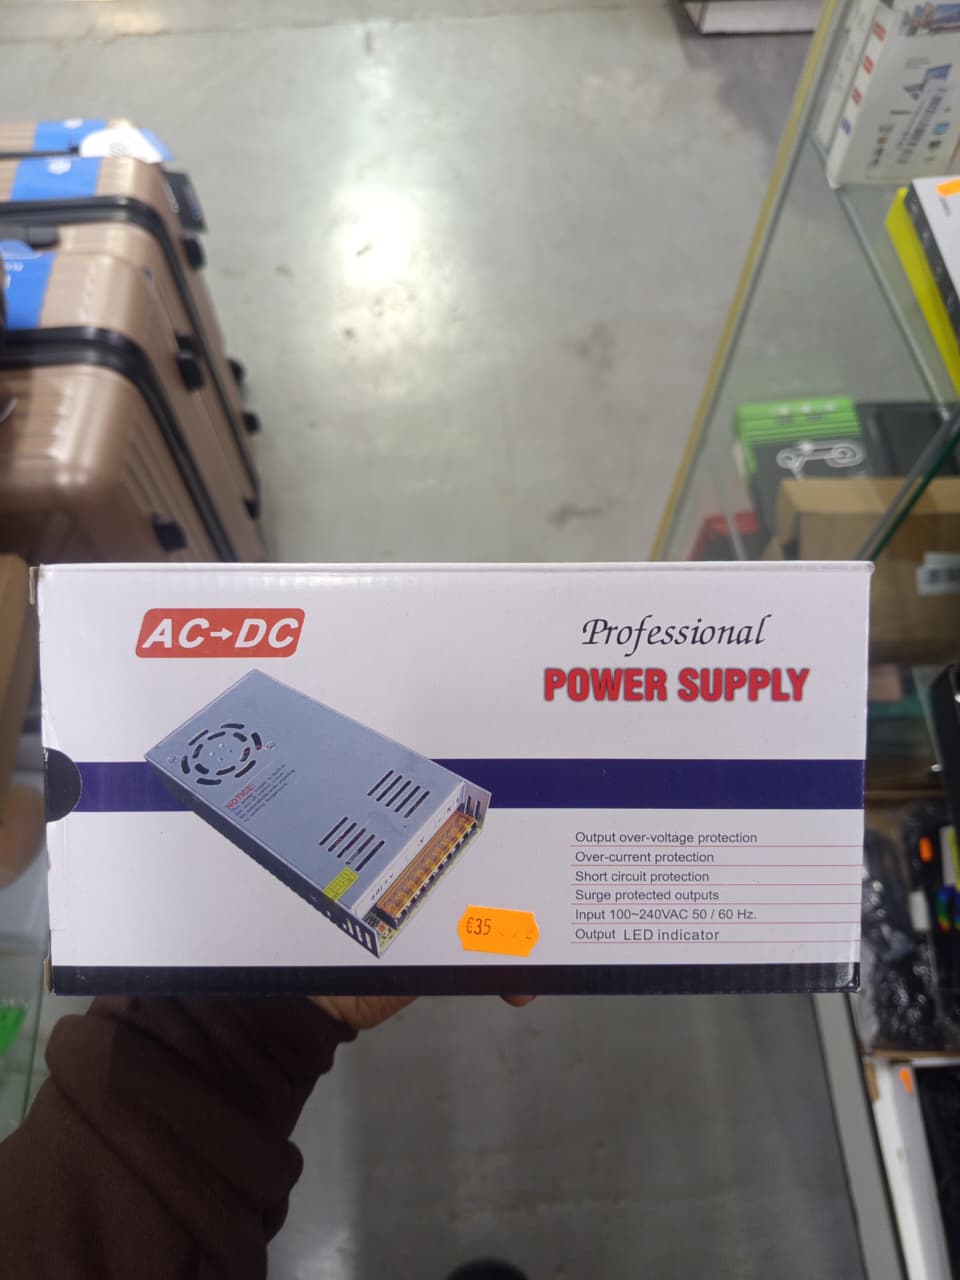 AC→DC
Professional
POWER SUPPLY
NOTICE:
Output over-voltage protection
Over-current protection
Short circuit protection
Surge protected outputs
Input 100~240VAC 50 / 60 Hz.
Output LED indicator
€35